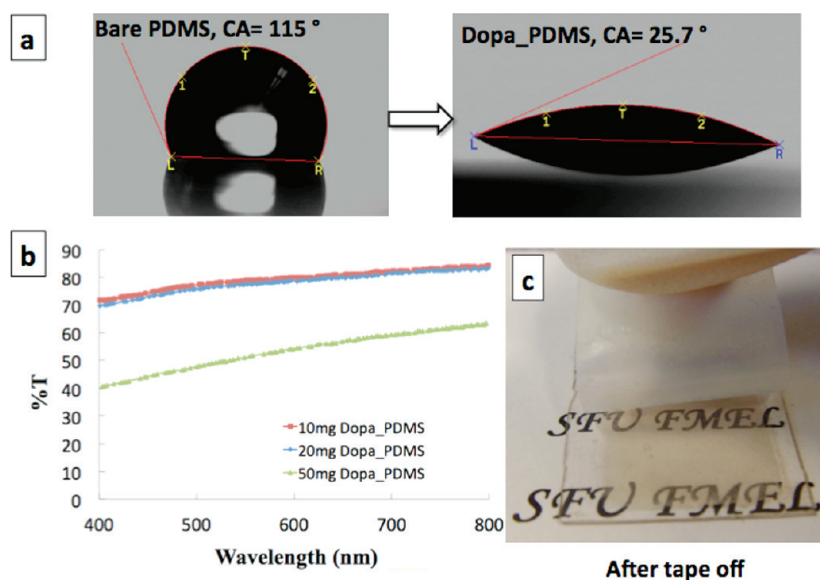 a
Bare PDMS, CA= 115 °
Dopa_PDMS, CA= 25.7 °
T
1
2
L
R
T
1
2
L
R
b
90
80
70
60
50
40
30
20
10
0
%T
10mg Dopa_PDMS
20mg Dopa_PDMS
50mg Dopa_PDMS
400
500
600
700
800
Wavelength (nm)
c
SFU FMEL
SFU FMEL
After tape off